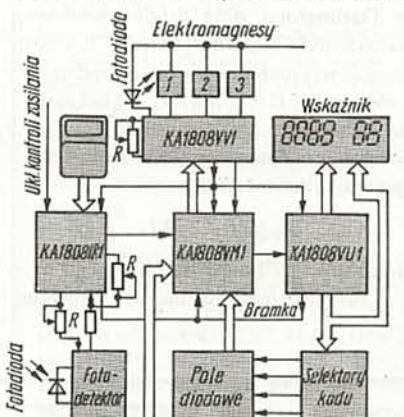 Elektromagnesy
Fotodioda
1 2 3
Wskaźnik
8888 88
Ukł. kontroli zasilania
R
KA1808VV1
KA1808IR1
R
KA1808VM1
KA1808VU1
R
Bramka
Fotodioda
Foto-
detektor
Pole
diodowe
Selektory
kodu